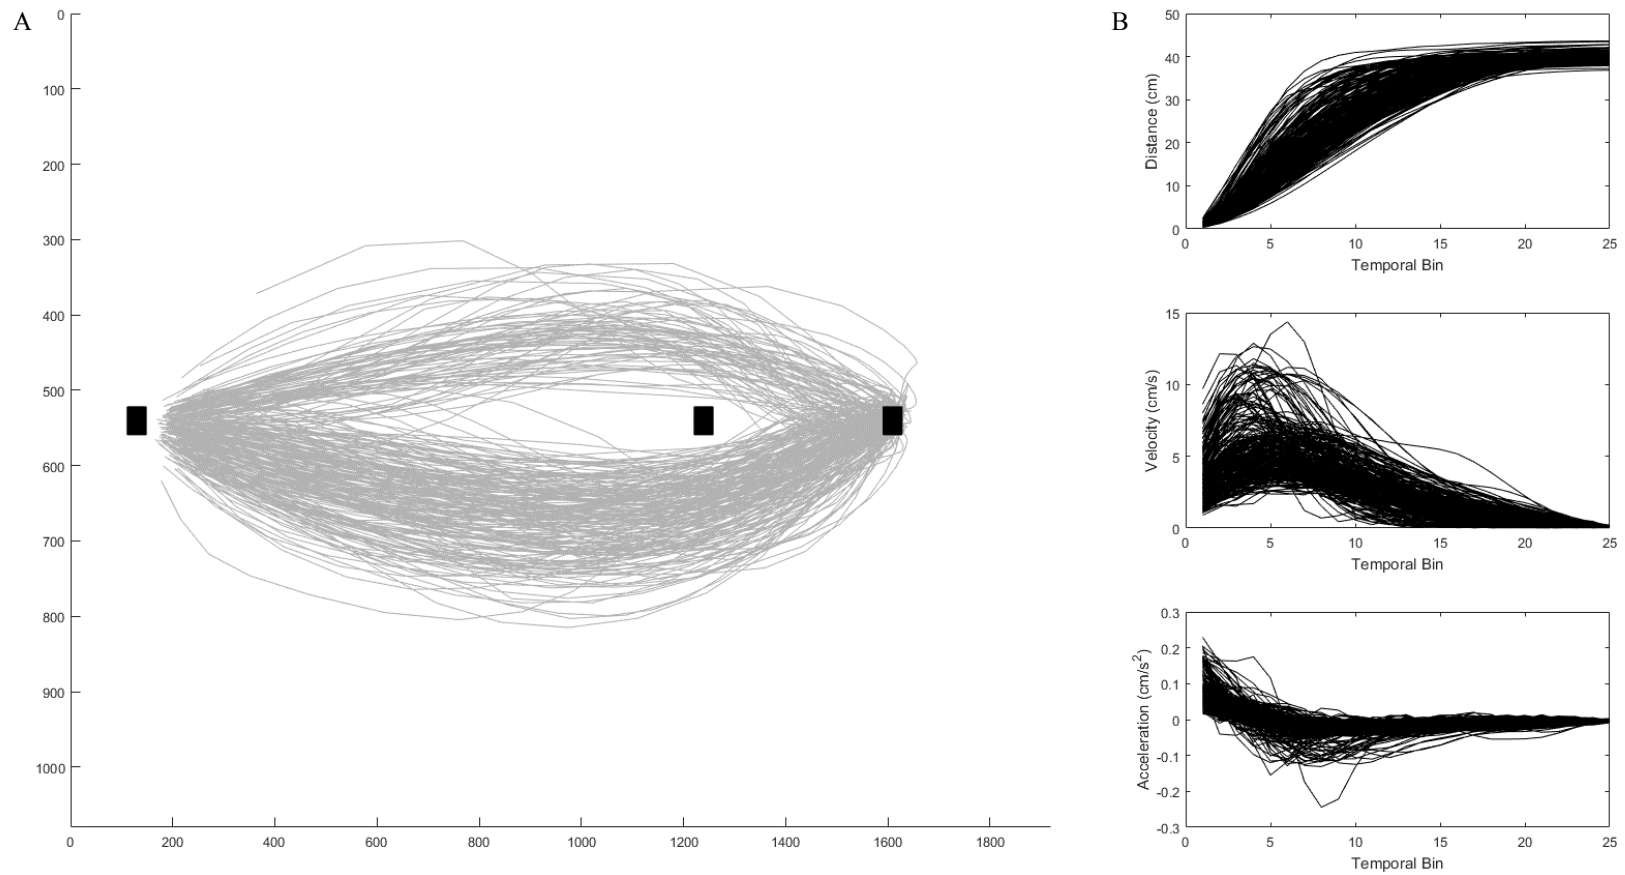 A
0
100
200
300
400
500
600
700
800
900
1000
0 200 400 600 800 1000 1200 1400 1600 1800
B
50
40
30
20
10
0
Distance (cm)
0 5 10 15 20 25
Temporal Bin
15
10
5
0
Velocity (cm/s)
0 5 10 15 20 25
Temporal Bin
0.3
0.2
0.1
0
-0.1
-0.2
-0.3
Acceleration (cm/s²)
0 5 10 15 20 25
Temporal Bin